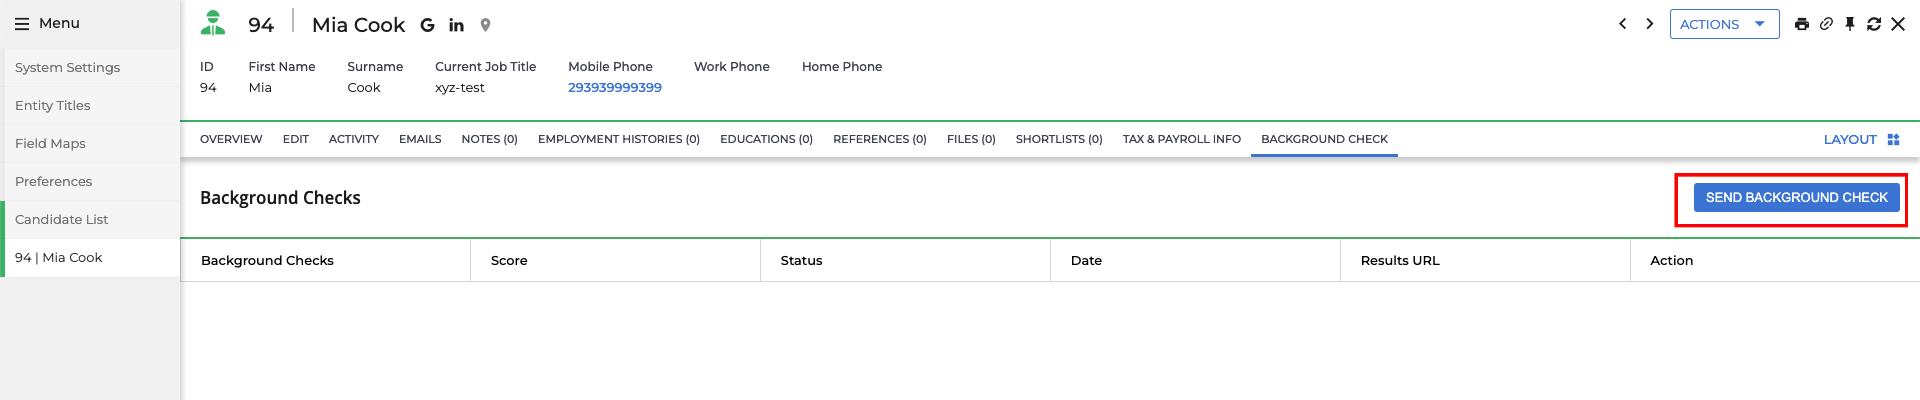 Menu
System Settings
Entity Titles
Field Maps
Preferences
Candidate List
94 | Mia Cook
94 Mia Cook G in
ACTIONS
ID First Name Surname Current Job Title Mobile Phone Work Phone Home Phone
94 Mia Cook xyz-test 293939999399
OVERVIEW EDIT ACTIVITY EMAILS NOTES (0) EMPLOYMENT HISTORIES (0) EDUCATIONS (0) REFERENCES (0) FILES (0) SHORTLISTS (0) TAX & PAYROLL INFO BACKGROUND CHECK LAYOUT
Background Checks SEND BACKGROUND CHECK
Background Checks Score Status Date Results URL Action